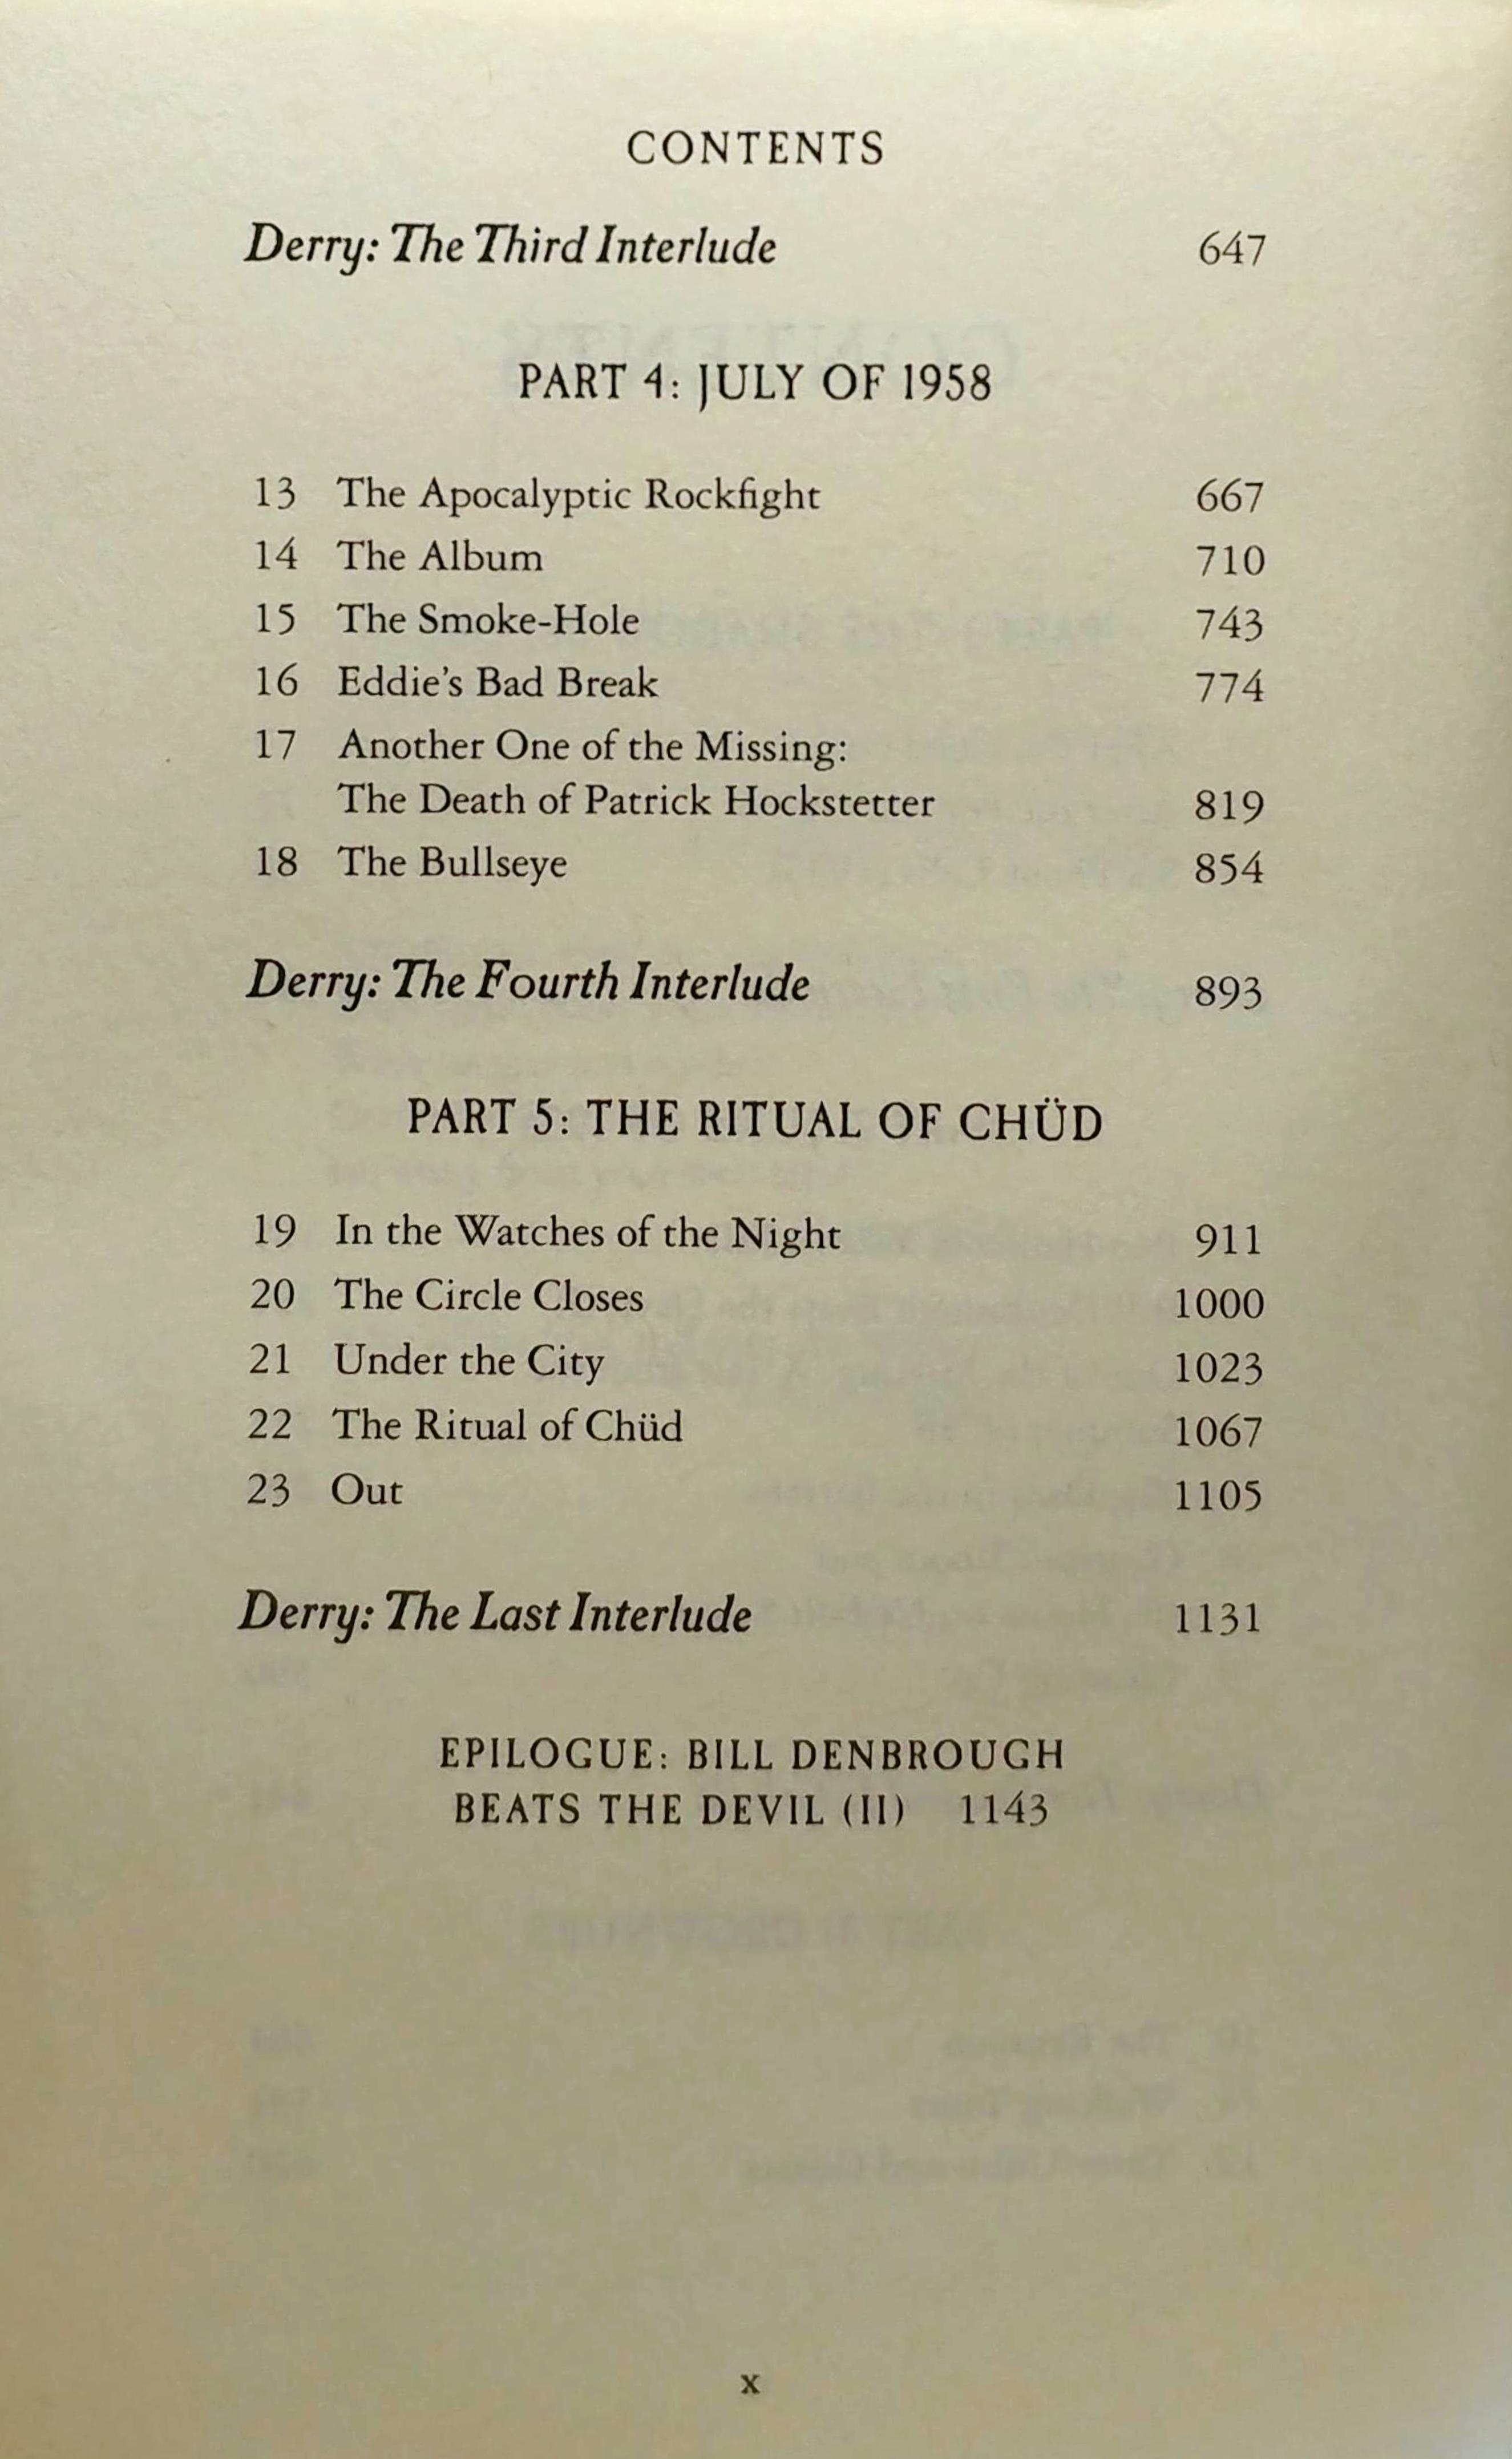 CONTENTS
Derry: The Third Interlude 647
PART 4: JULY OF 1958
13 The Apocalyptic Rockfight 667
14 The Album 710
15 The Smoke-Hole 743
16 Eddie's Bad Break 774
17 Another One of the Missing:
The Death of Patrick Hockstetter 819
18 The Bullseye 854
Derry: The Fourth Interlude 893
PART 5: THE RITUAL OF CHÜD
19 In the Watches of the Night 911
20 The Circle Closes 1000
21 Under the City 1023
22 The Ritual of Chüd 1067
23 Out 1105
Derry: The Last Interlude 1131
EPILOGUE: BILL DENBROUGH
BEATS THE DEVIL (II) 1143
x